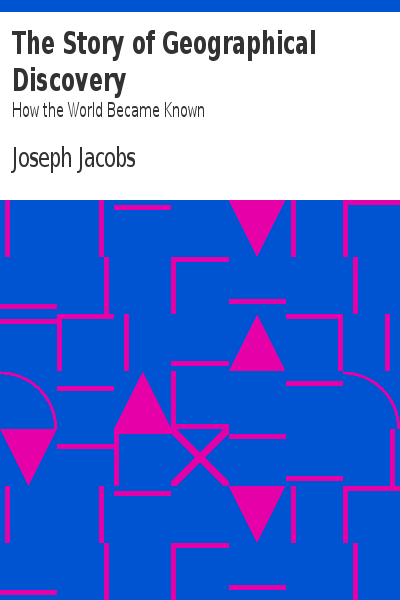 The Story of Geographical
Discovery
How the World Became Known
Joseph Jacobs